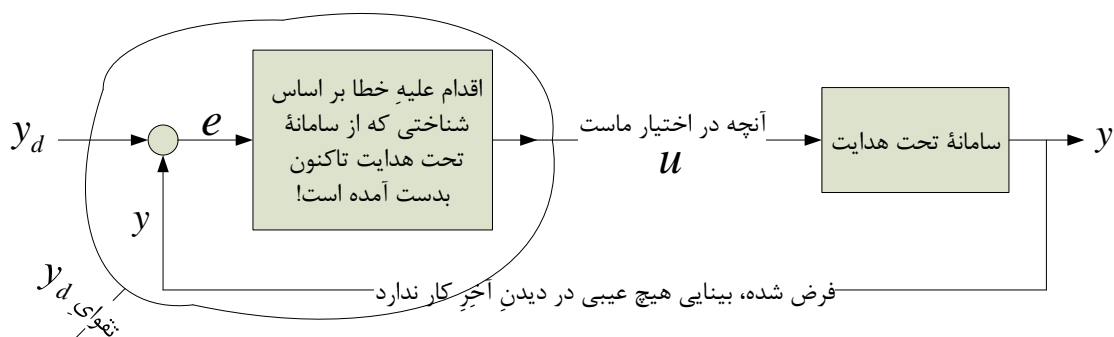 y_d
e
اقدام علیهِ خطا بر اساس
شناختی که از سامانهٔ
تحت هدایت تاکنون
بدست آمده است!
آنچه در اختیار ماست
u
سامانهٔ تحت هدایت
y
y
فرض شده، بینایی هیچ عیبی در دیدنِ آخِرِ کار ندارد
تقوایِ y_d